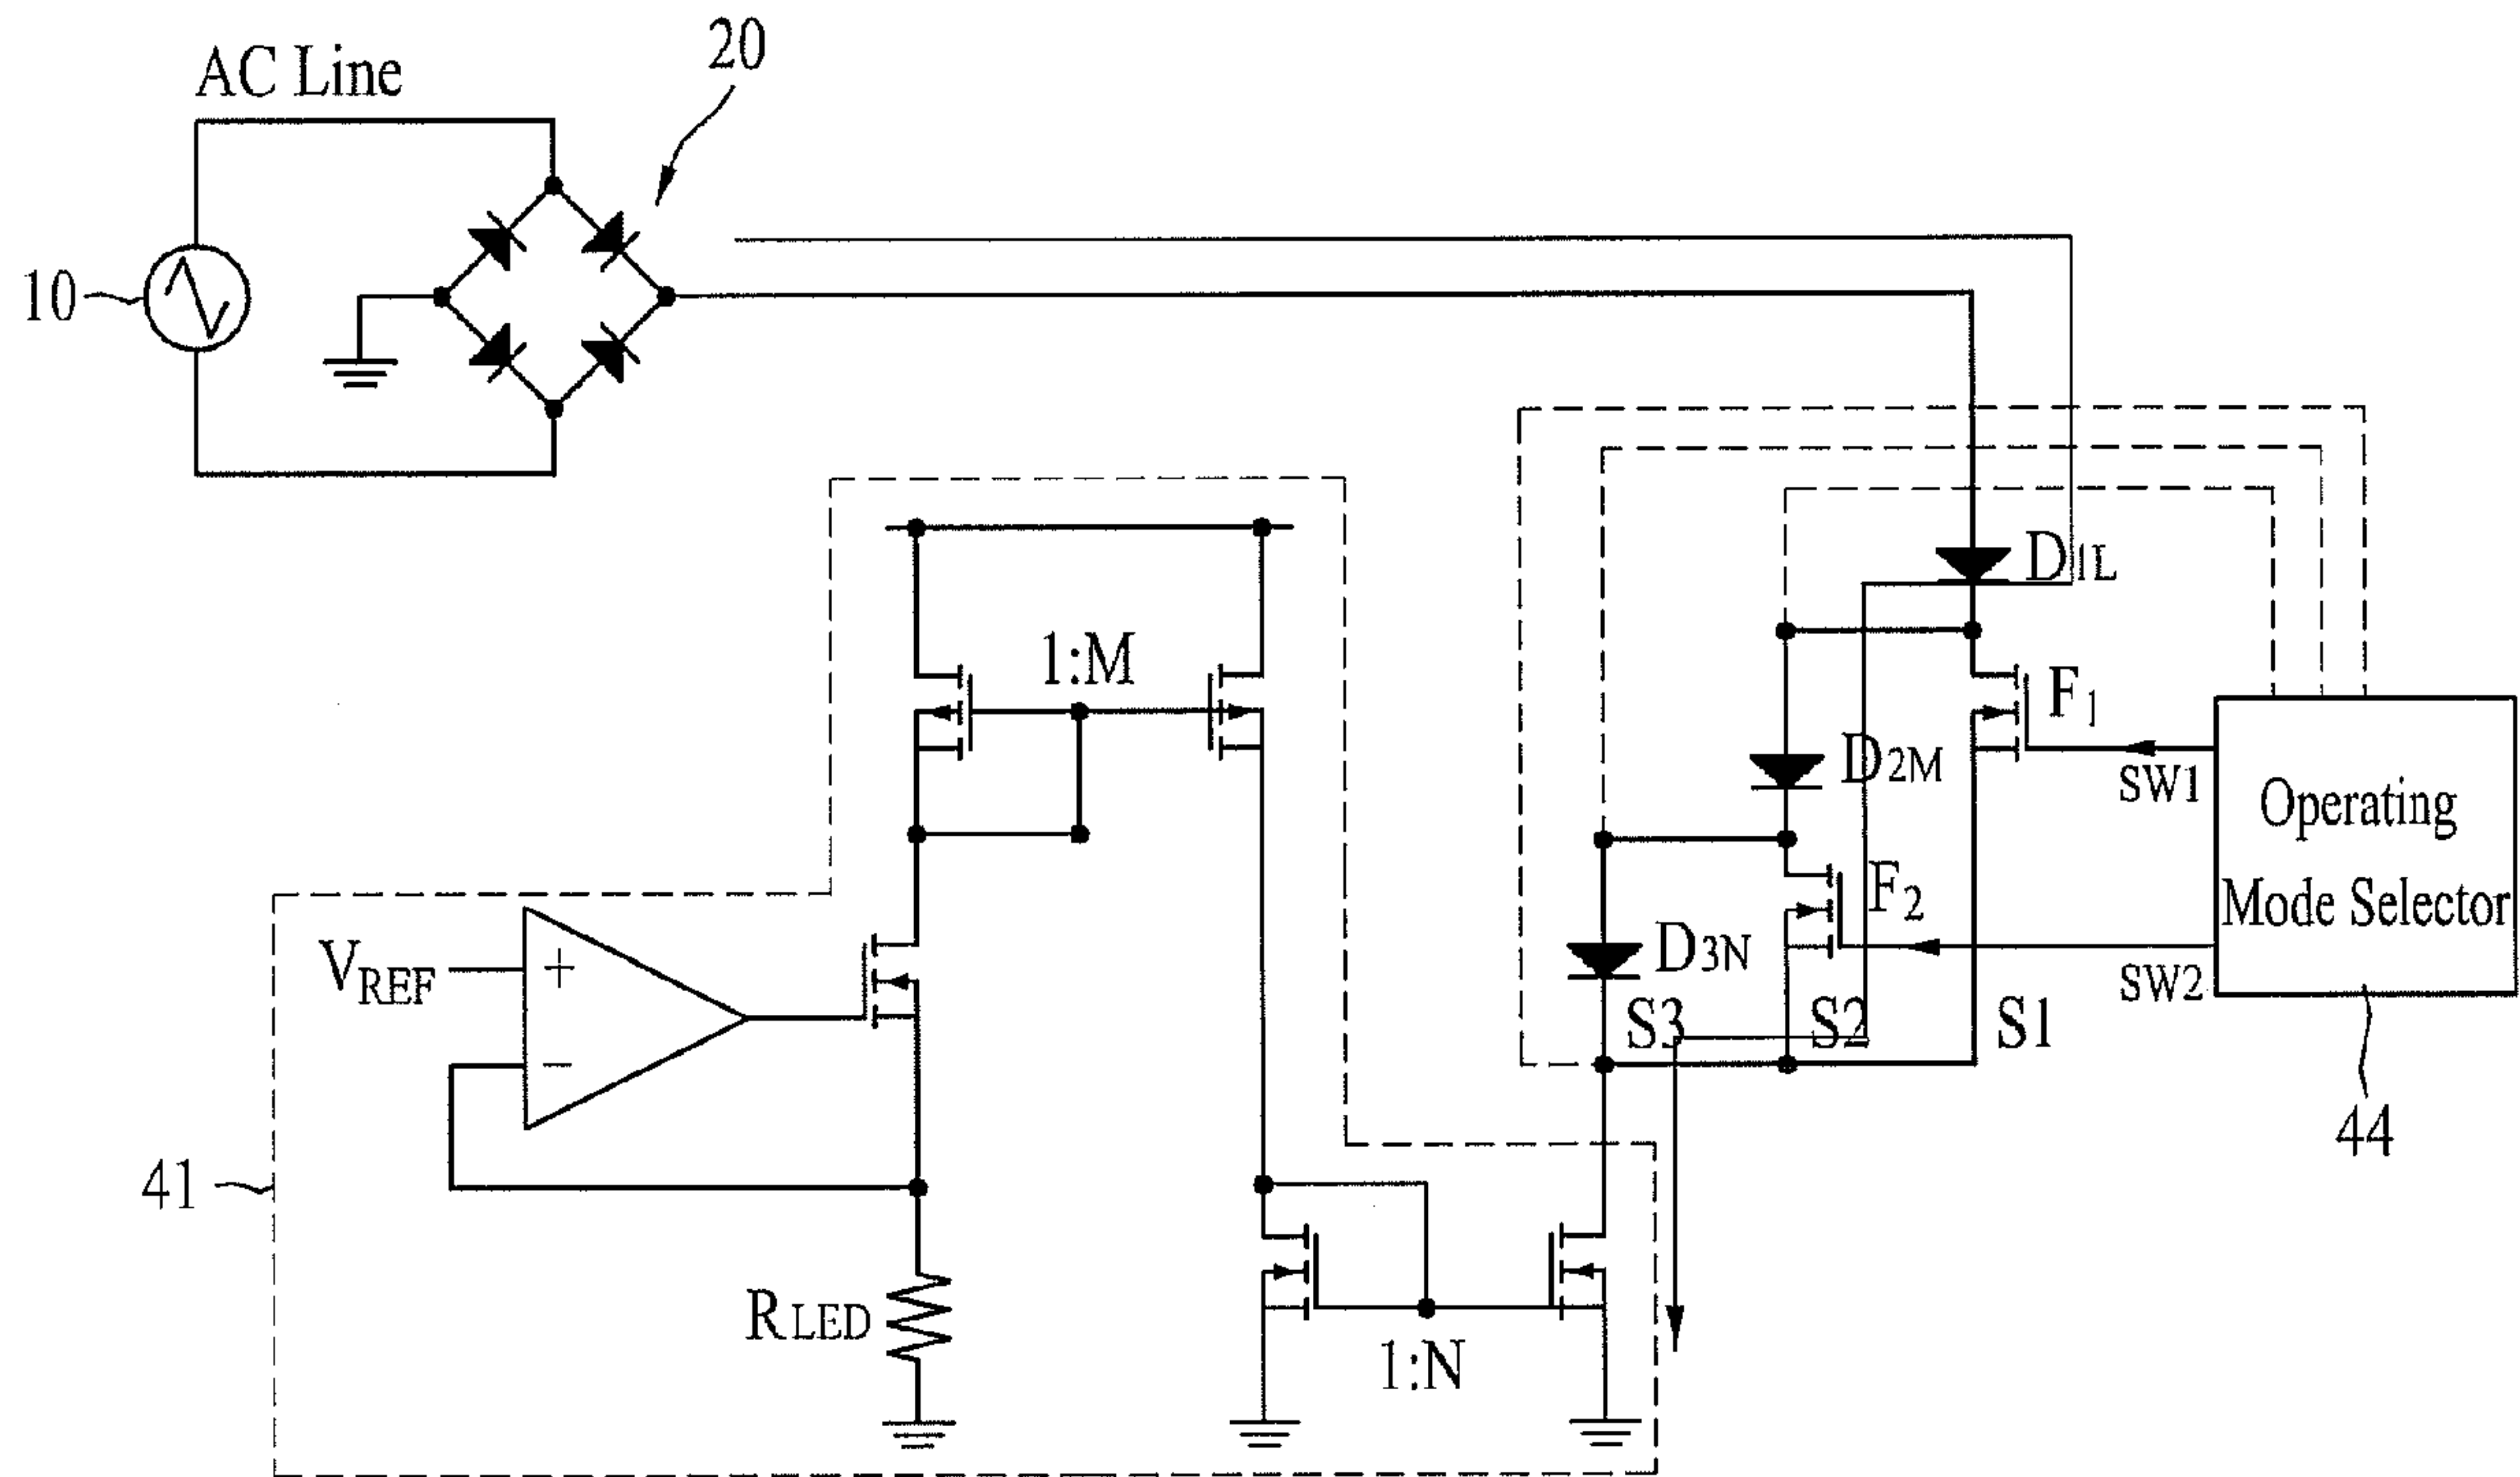 20
AC Line
10
D1L
1:M
F1
D2M
SW1
Operating
Mode Selector
F2
VREF
+
D3N
SW2
S3
S2
S1
−
44
41
RLED
1:N